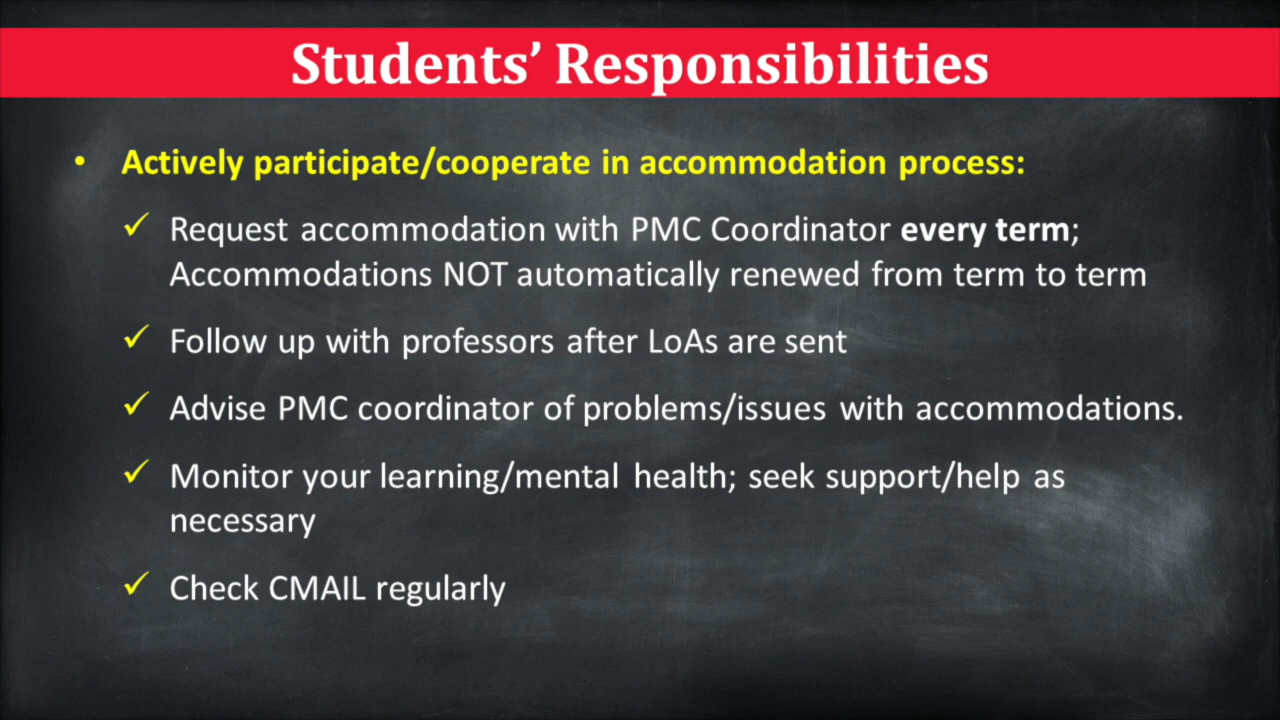 Students’ Responsibilities
• Actively participate/cooperate in accommodation process:
✓ Request accommodation with PMC Coordinator every term;
Accommodations NOT automatically renewed from term to term
✓ Follow up with professors after LoAs are sent
✓ Advise PMC coordinator of problems/issues with accommodations.
✓ Monitor your learning/mental health; seek support/help as
necessary
✓ Check CMAIL regularly